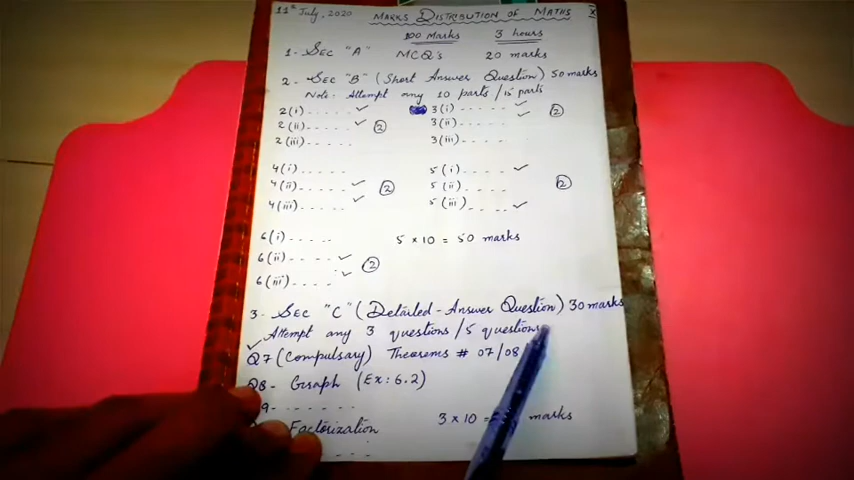 11th July, 2020 MARKS DISTRIBUTION OF MATHS
100 Marks 3 hours
1- SEC "A" MCQ's 20 marks
2- SEC "B" (Short Answer Question) 50 marks
Note:- Attempt any 10 parts/15 parts
2(i) ..... ✓ 3(i) ..... ✓
2(ii) ..... ✓ ② 3(ii) ..... ✓ ②
2(iii) ..... 3(iii) .....
4(i) ..... 5(i) ..... ✓
4(ii) ..... ✓ ② 5(ii) ..... ②
4(iii) ..... ✓ 5(iii) ..... ✓
6(i) ..... 5 x 10 = 50 marks
6(ii) ..... ✓ ②
6(iii) ..... ✓
3- SEC "C" (Detailed-Answer Question) 30 marks
Attempt any 3 questions/5 questions
✓ Q7 (Compulsary) Theorems # 07/08
Q8- Graph (Ex: 6.2)
9- .....
Factorization
3 x 10 = marks